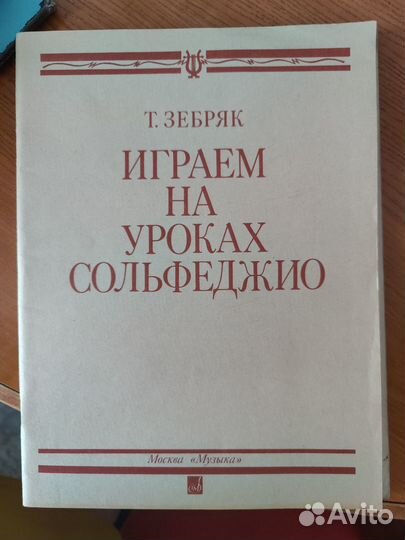 Т. ЗЕБРЯК
ИГРАЕМ
НА
УРОКАХ
СОЛЬФЕДЖИО
Москва «Музыка»
Avito